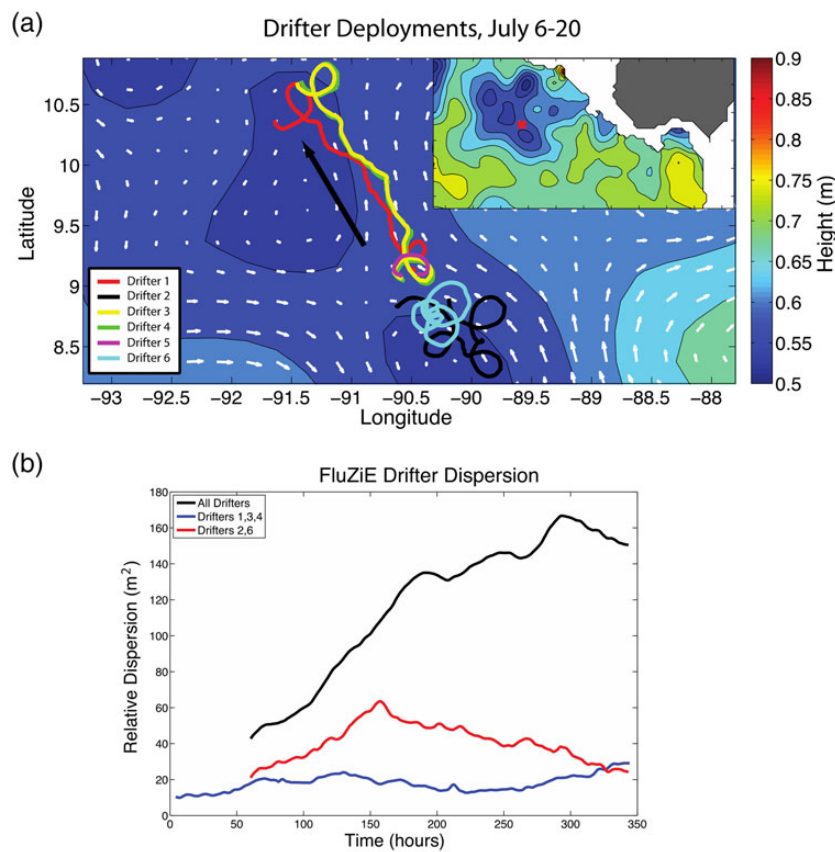 (a)
Drifter Deployments, July 6-20
10.5
10
9.5
9
8.5
Latitude
Drifter 1
Drifter 2
Drifter 3
Drifter 4
Drifter 5
Drifter 6
−93 −92.5 −92 −91.5 −91 −90.5 −90 −89.5 −89 −88.5 −88
Longitude
0.9
0.85
0.8
0.75
0.7
0.65
0.6
0.55
0.5
Height (m)
(b)
FluZiE Drifter Dispersion
180
160
140
120
100
80
60
40
20
0
Relative Dispersion (m²)
All Drifters
Drifters 1,3,4
Drifters 2,6
0 50 100 150 200 250 300 350
Time (hours)